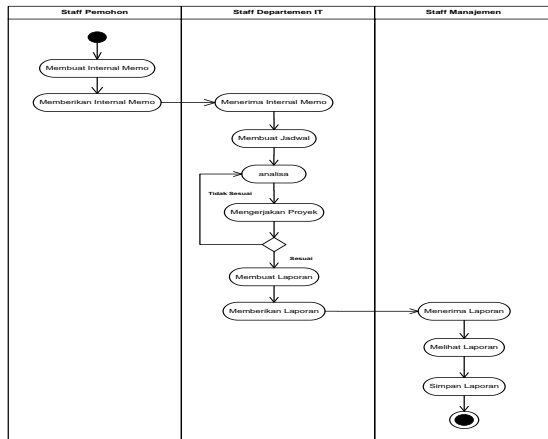 Staff Pemohon
Staff Departemen IT
Staff Manajemen
Membuat Internal Memo
Memberikan Internal Memo
Menerima Internal Memo
Membuat Jadwal
analisa
Tidak Sesuai
Mengerjakan Proyek
Sesuai
Membuat Laporan
Memberikan Laporan
Menerima Laporan
Melihat Laporan
Simpan Laporan